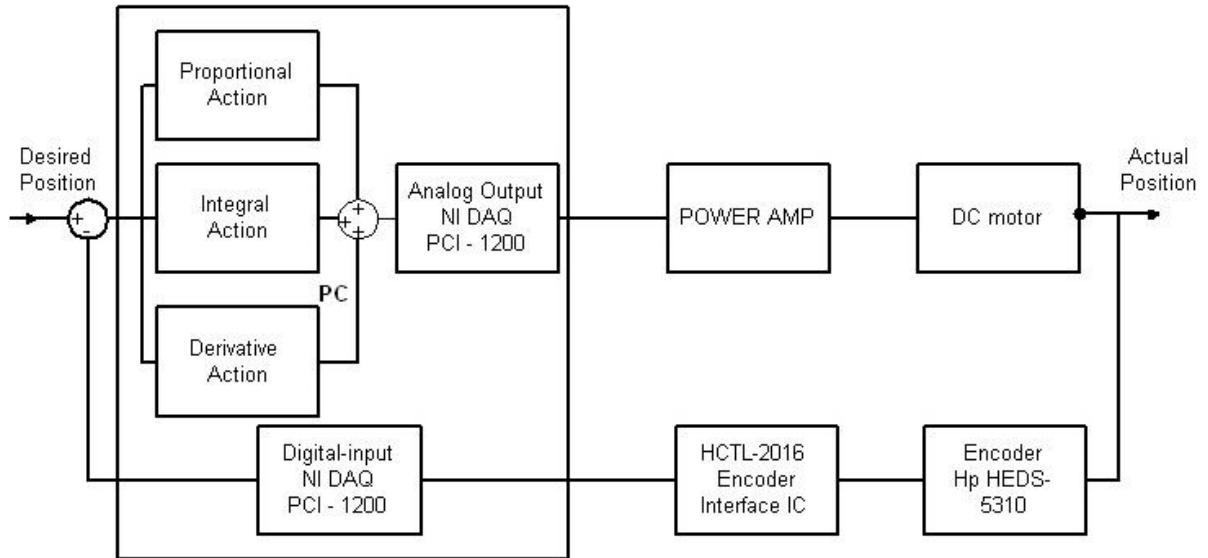 Proportional
Action
Desired
Position
Integral
Action
Analog Output
NI DAQ
PCI - 1200
POWER AMP
DC motor
Actual
Position
+
-
+
+
+
PC
Derivative
Action
Digital-input
NI DAQ
PCI - 1200
HCTL-2016
Encoder
Interface IC
Encoder
Hp HEDS-
5310